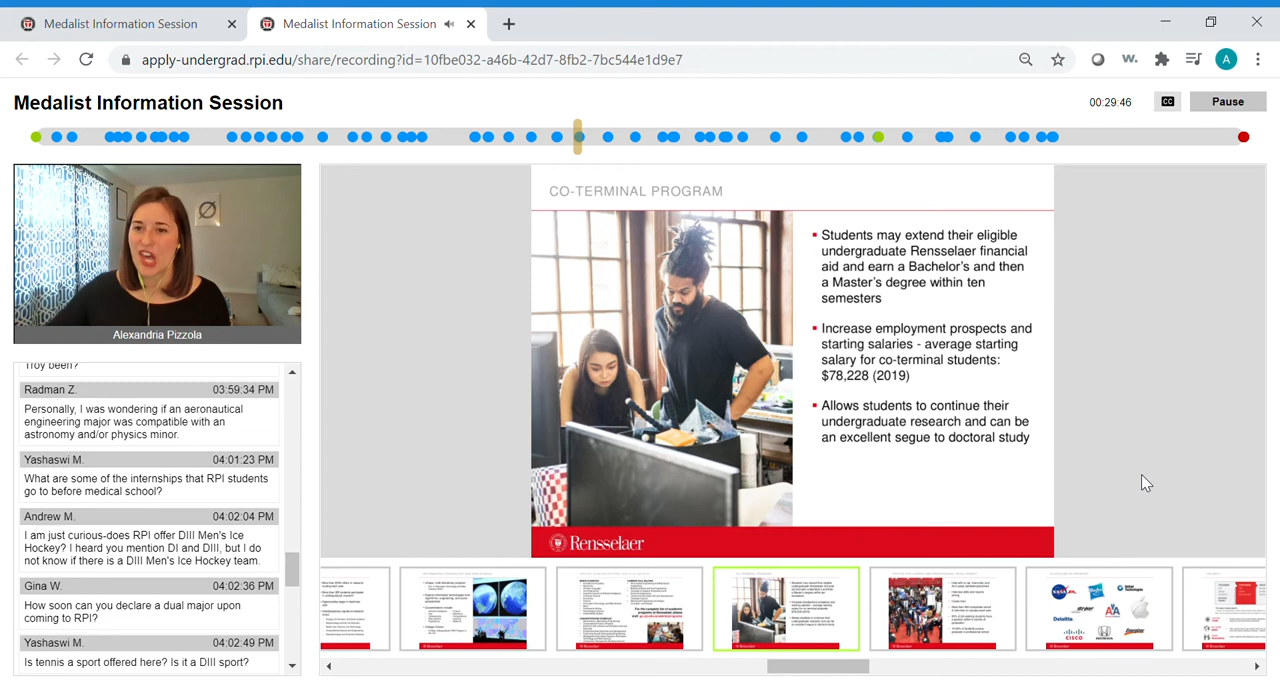 Medalist Information Session
Medalist Information Session
apply-undergrad.rpi.edu/share/recording?id=10fbe032-a46b-42d7-8fb2-7bc544e1d9e7
w.
A
Medalist Information Session
00:29:46
CC
Pause
Alexandria Pizzola
Troy been?
Radman Z. 03:59:34 PM
Personally, I was wondering if an aeronautical
engineering major was compatible with an
astronomy and/or physics minor.
Yashaswi M. 04:01:23 PM
What are some of the internships that RPI students
go to before medical school?
Andrew M. 04:02:04 PM
I am just curious-does RPI offer DIII Men's Ice
Hockey? I heard you mention DI and DIII, but I do
not know if there is a DIII Men's Ice Hockey team.
Gina W. 04:02:36 PM
How soon can you declare a dual major upon
coming to RPI?
Yashaswi M. 04:02:49 PM
Is tennis a sport offered here? Is it a DIII sport?
CO-TERMINAL PROGRAM
Students may extend their eligible
undergraduate Rensselaer financial
aid and earn a Bachelor's and then
a Master's degree within ten
semesters
Increase employment prospects and
starting salaries - average starting
salary for co-terminal students:
$78,228 (2019)
Allows students to continue their
undergraduate research and can be
an excellent segue to doctoral study
Rensselaer
NASA
stryker
Deloitte.
CISCO
HONDA